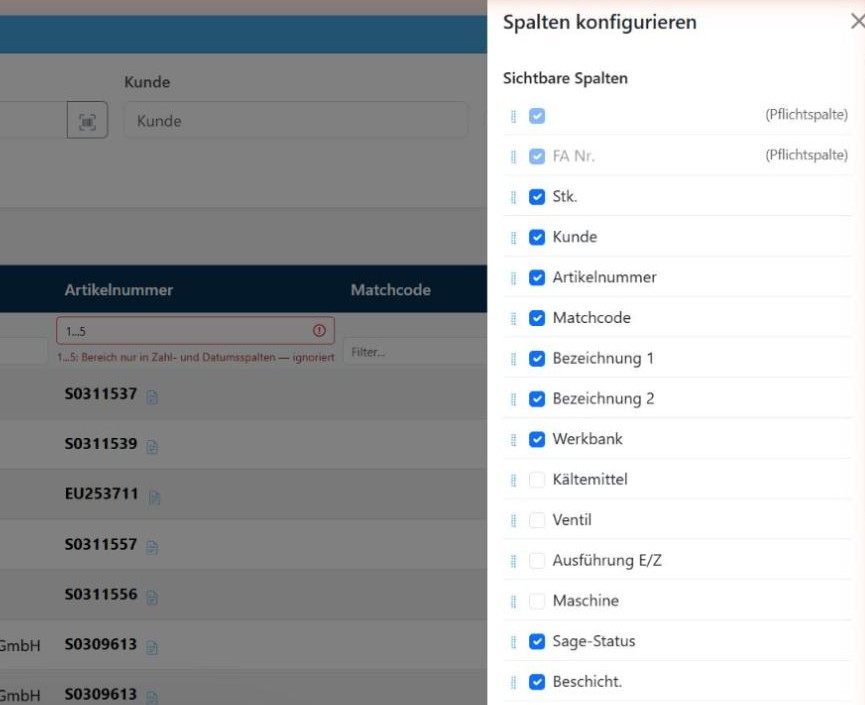 Spalten konfigurieren
Kunde
Kunde
Sichtbare Spalten
(Pflichtspalte)
FA Nr. (Pflichtspalte)
Stk.
Kunde
Artikelnummer
Matchcode
Bezeichnung 1
Bezeichnung 2
Werkbank
Kältemittel
Ventil
Ausführung E/Z
Maschine
Sage-Status
Beschicht.
Artikelnummer Matchcode
1...5
1...5: Bereich nur in Zahl- und Datumsspalten — ignoriert
Filter...
S0311537
S0311539
EU253711
S0311557
S0311556
GmbH S0309613
GmbH S0309613